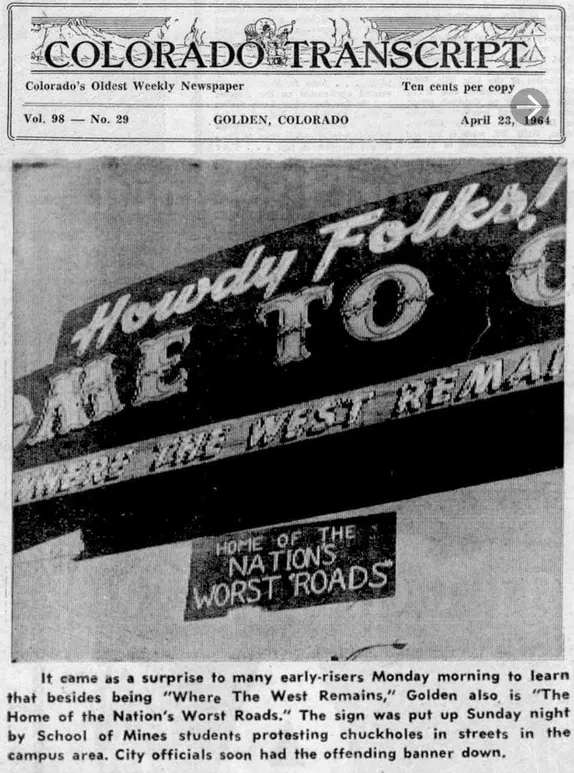 COLORADO TRANSCRIPT
Colorado's Oldest Weekly Newspaper Ten cents per copy
Vol. 98 — No. 29 GOLDEN, COLORADO April 23, 1964
Howdy Folks!
OME TO G
WHERE THE WEST REMAI
HOME OF THE
NATION'S
WORST "ROADS"
It came as a surprise to many early-risers Monday morning to learn
that besides being "Where The West Remains," Golden also is "The
Home of the Nation's Worst Roads." The sign was put up Sunday night
by School of Mines students protesting chuckholes in streets in the
campus area. City officials soon had the offending banner down.